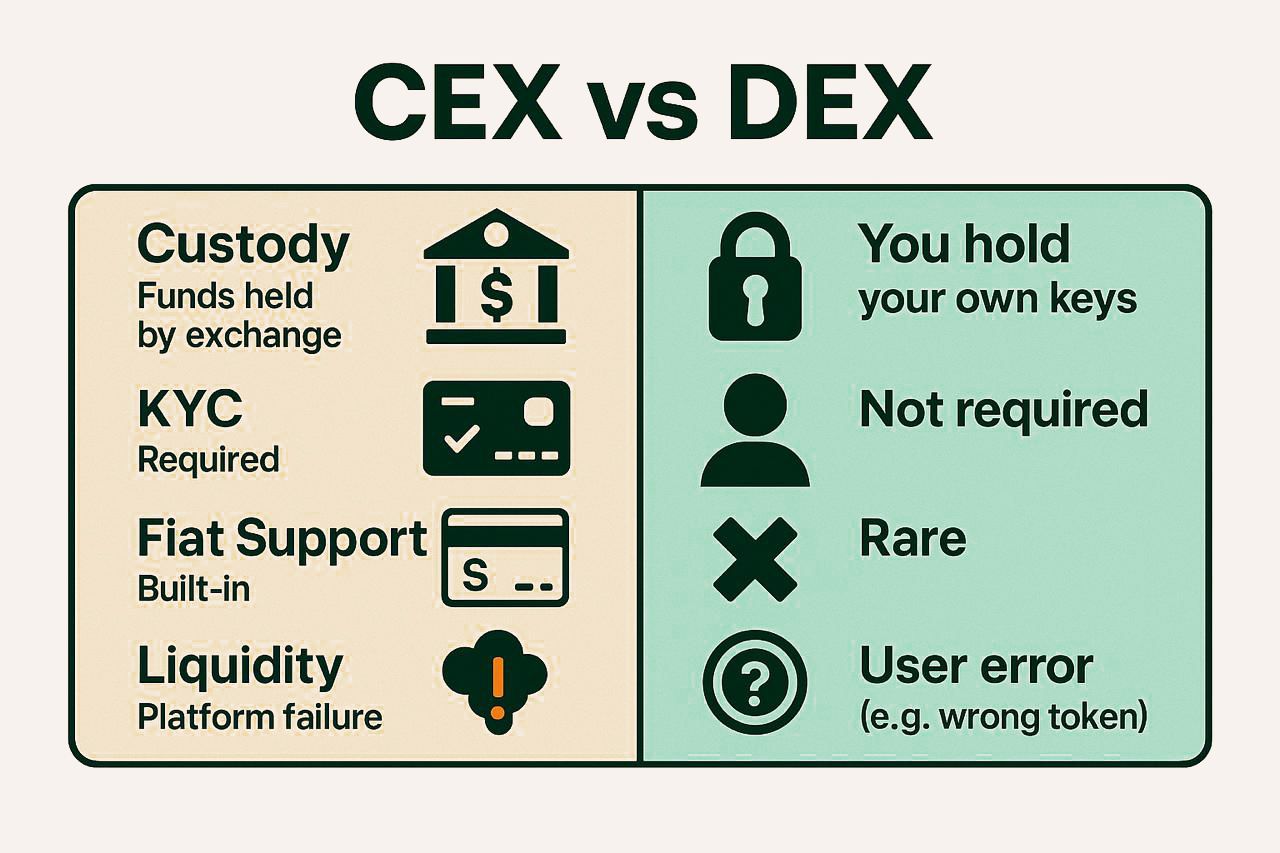 CEX vs DEX
Custody
Funds held
by exchange
$
You hold
your own keys
KYC
Required
Not required
Fiat Support
Built-in
S
Rare
Liquidity
Platform failure
!
?
User error
(e.g. wrong token)